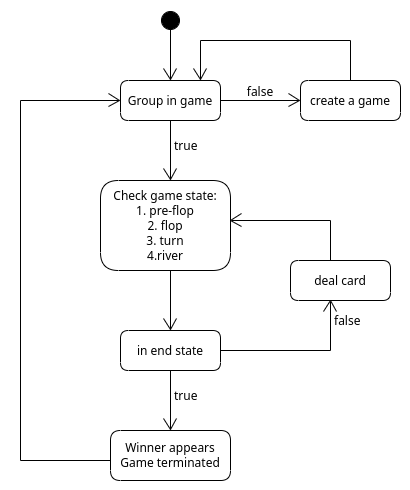 Group in game
false
create a game
true
Check game state:
1. pre-flop
2. flop
3. turn
4.river
deal card
false
in end state
true
Winner appears
Game terminated